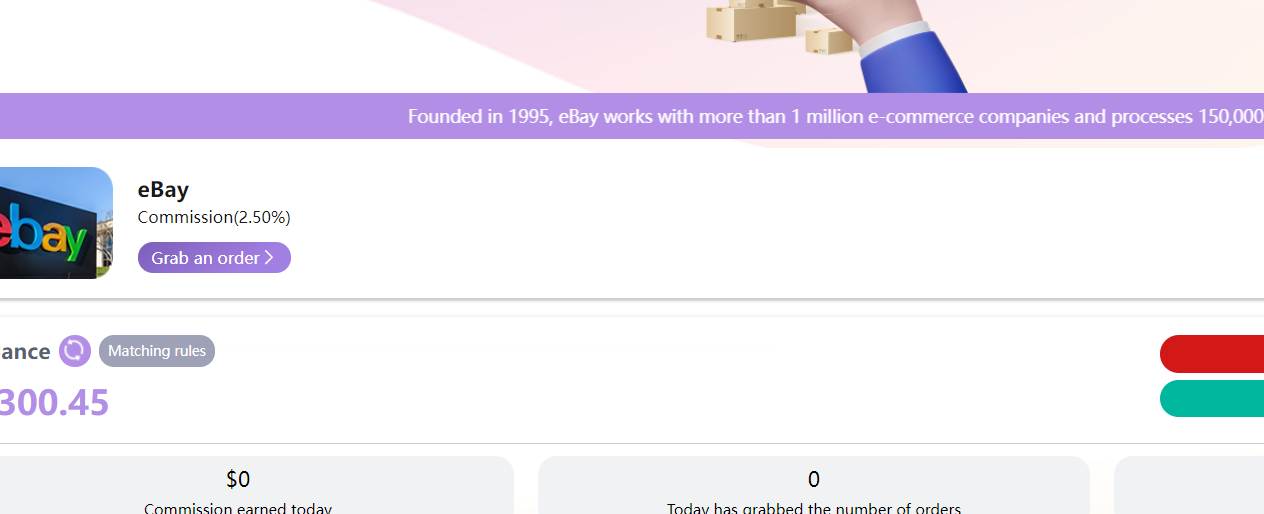 Founded in 1995, eBay works with more than 1 million e-commerce companies and processes 150,000
ebay
eBay
Commission(2.50%)
Grab an order
lance
Matching rules
300.45
$0
Commission earned today
0
Today has grabbed the number of orders